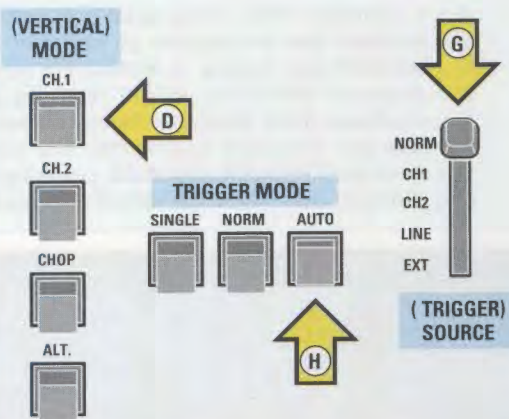 (VERTICAL)
MODE
CH.1
D
CH.2
CHOP
ALT.
TRIGGER MODE
SINGLE NORM AUTO
H
G
NORM
CH1
CH2
LINE
EXT
( TRIGGER)
SOURCE